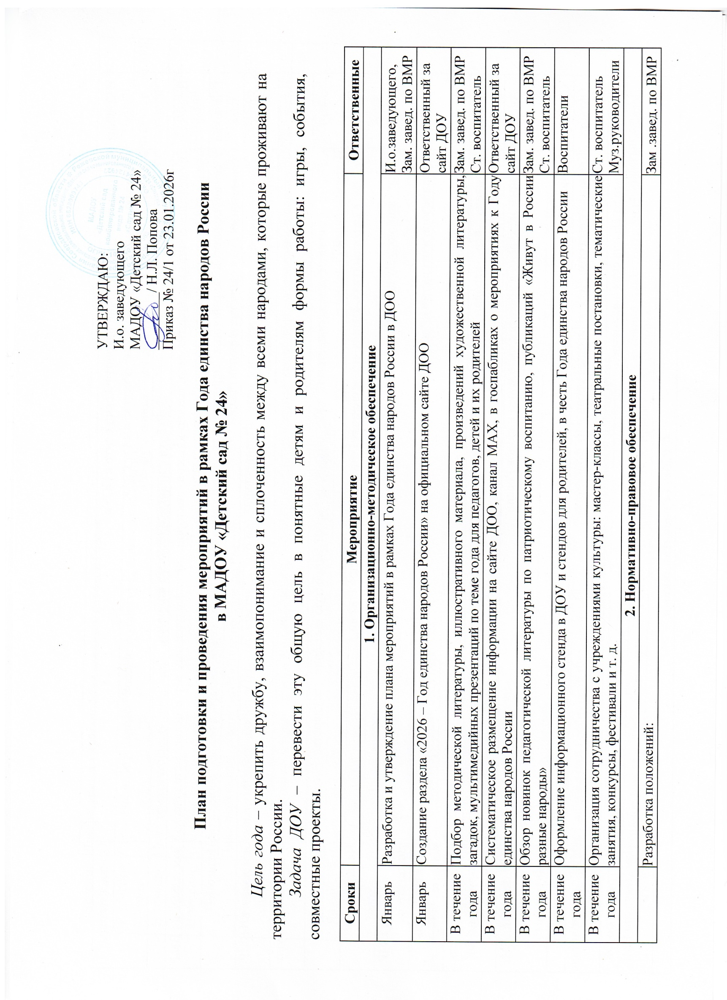 УТВЕРЖДАЮ:
И.о. заведующего
МАДОУ «Детский сад № 24»
/ Н.Л. Попова
Приказ № 24/1 от 23.01.2026г
МАДОУ
«Детский сад
комбинированного
вида № 24
План подготовки и проведения мероприятий в рамках Года единства народов России
в МАДОУ «Детский сад № 24»
Цель года – укрепить дружбу, взаимопонимание и сплоченность между всеми народами, которые проживают на
территории России.
Задача ДОУ – перевести эту общую цель в понятные детям и родителям формы работы: игры, события,
совместные проекты.
Сроки Мероприятие Ответственные
1. Организационно-методическое обеспечение
Январь Разработка и утверждение плана мероприятий в рамках Года единства народов России в ДОО И.о.заведующего,
Зам. завед. по ВМР
Январь Создание раздела «2026 – Год единства народов России» на официальном сайте ДОО Ответственный за
сайт ДОУ
В течение Подбор методической литературы, иллюстративного материала, произведений художественной литературы, Зам. завед. по ВМР
года загадок, мультимедийных презентаций по теме года для педагогов, детей и их родителей Ст. воспитатель
В течение Систематическое размещение информации на сайте ДОО, канал МАХ, в госпабликах о мероприятиях к Году Ответственный за
года единства народов России сайт ДОУ
В течение Обзор новинок педагогической литературы по патриотическому воспитанию, публикаций «Живут в России Зам. завед. по ВМР
года разные народы» Ст. воспитатель
В течение Оформление информационного стенда в ДОУ и стендов для родителей, в честь Года единства народов России Воспитатели
года
В течение Организация сотрудничества с учреждениями культуры: мастер-классы, театральные постановки, тематические Ст. воспитатель
года занятия, конкурсы, фестивали и т. д. Муз.руководители
2. Нормативно-правовое обеспечение
Разработка положений: Зам .завед. по ВМР